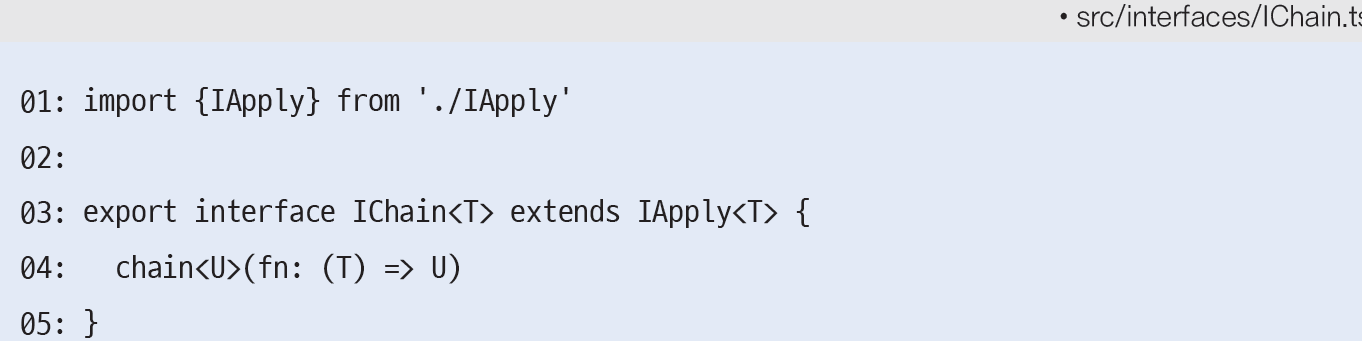 • src/interfaces/IChain.ts
01: import {IApply} from './IApply'
02:
03: export interface IChain<T> extends IApply<T> {
04:   chain<U>(fn: (T) => U)
05: }